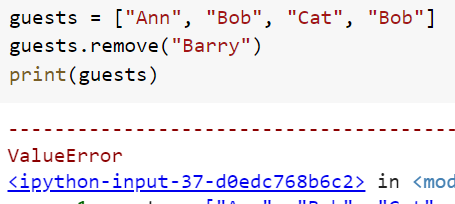 guests = ["Ann", "Bob", "Cat", "Bob"]
guests.remove("Barry")
print(guests)
----------------------------------------
ValueError
<ipython-input-37-d0edc768b6c2> in <mod